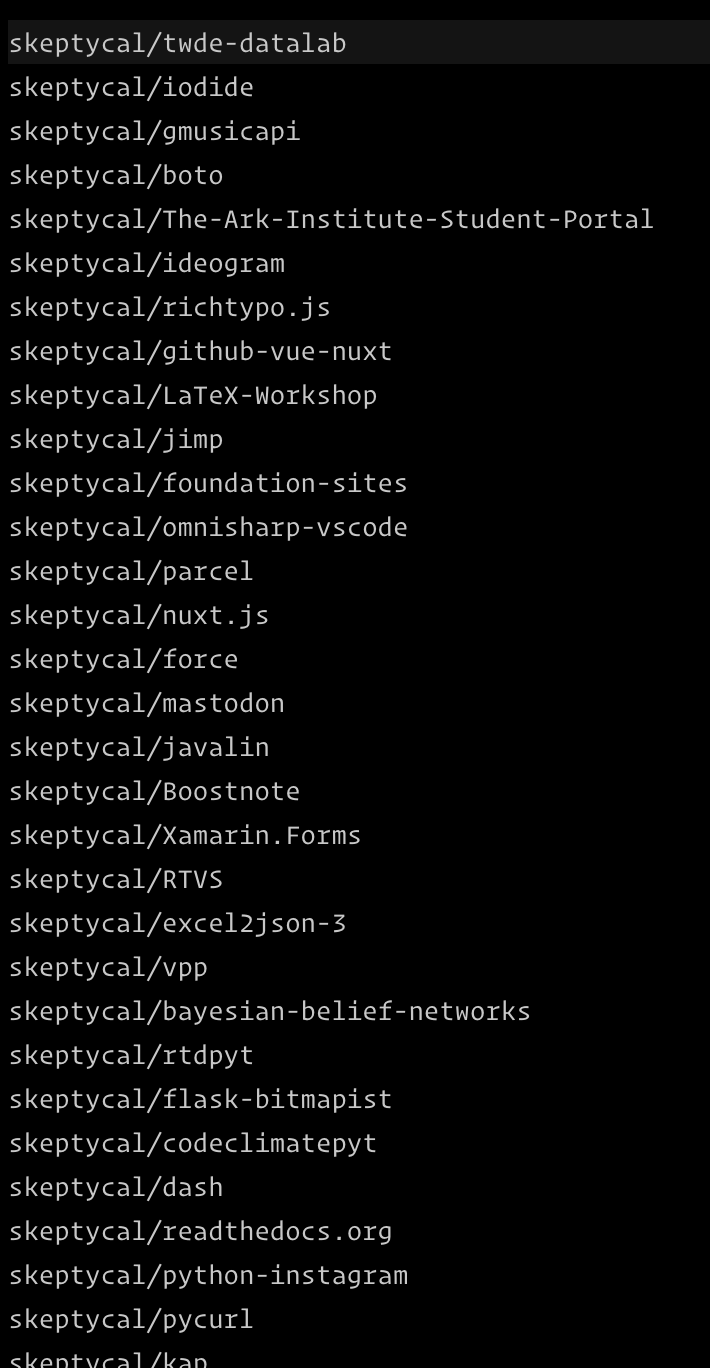 skeptycal/twde-datalab
skeptycal/iodide
skeptycal/gmusicapi
skeptycal/boto
skeptycal/The-Ark-Institute-Student-Portal
skeptycal/ideogram
skeptycal/richtypo.js
skeptycal/github-vue-nuxt
skeptycal/LaTeX-Workshop
skeptycal/jimp
skeptycal/foundation-sites
skeptycal/omnisharp-vscode
skeptycal/parcel
skeptycal/nuxt.js
skeptycal/force
skeptycal/mastodon
skeptycal/javalin
skeptycal/Boostnote
skeptycal/Xamarin.Forms
skeptycal/RTVS
skeptycal/excel2json-3
skeptycal/vpp
skeptycal/bayesian-belief-networks
skeptycal/rtdpyt
skeptycal/flask-bitmapist
skeptycal/codeclimatepyt
skeptycal/dash
skeptycal/readthedocs.org
skeptycal/python-instagram
skeptycal/pycurl
skeptycal/kap